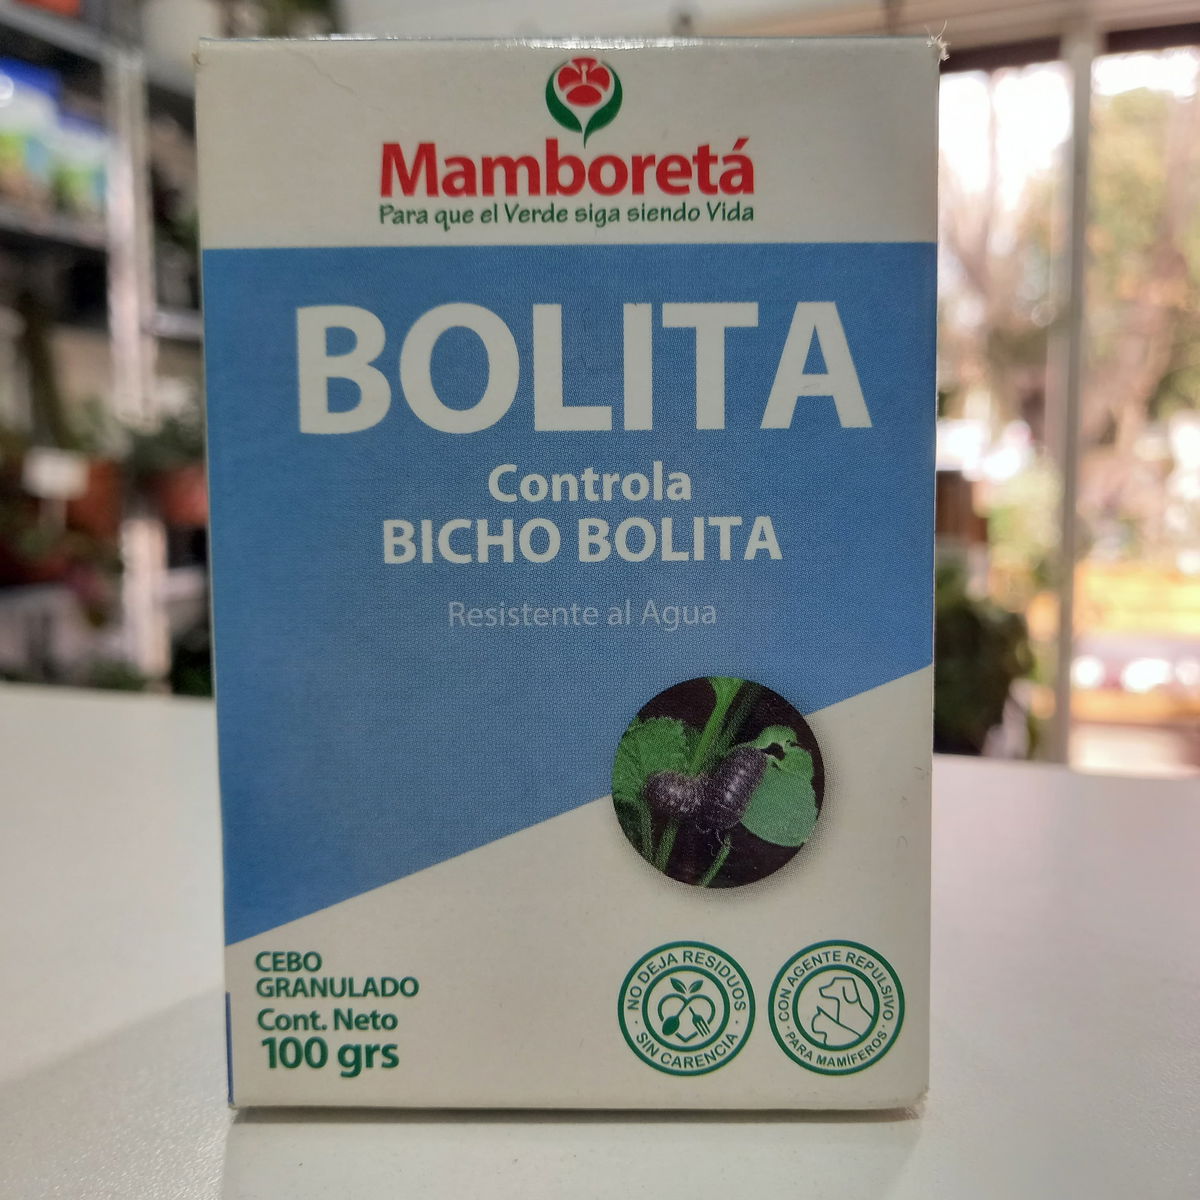 Mamboretá
Para que el Verde siga siendo Vida
BOLITA
Controla
BICHO BOLITA
Resistente al Agua
CEBO
GRANULADO
Cont. Neto
100 grs
NO DEJA RESIDUOS
· SIN CARENCIA ·
CON AGENTE REPULSIVO
· PARA MAMÍFEROS ·